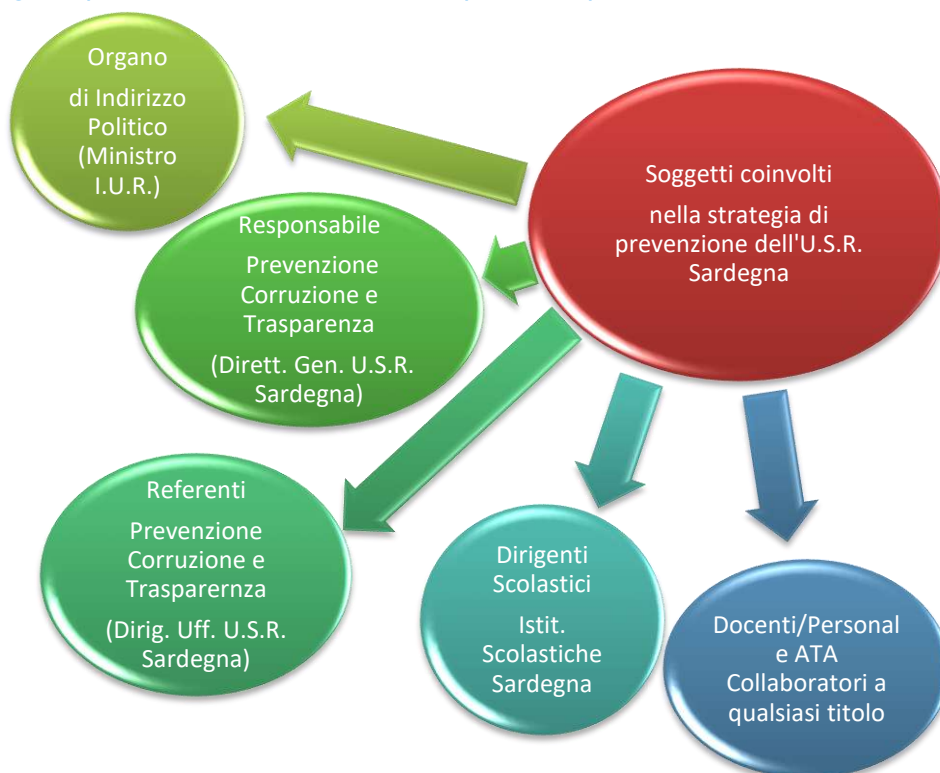 Organo
di Indirizzo
Politico
(Ministro
I.U.R.)
Soggetti coinvolti
nella strategia di
prevenzione dell'U.S.R.
Sardegna
Responsabile
Prevenzione
Corruzione e
Trasparenza
(Dirett. Gen. U.S.R.
Sardegna)
Referenti
Prevenzione
Corruzione e
Trasparernza
(Dirig. Uff. U.S.R.
Sardegna)
Dirigenti
Scolastici
Istit.
Scolastiche
Sardegna
Docenti/Personal
e ATA
Collaboratori a
qualsiasi titolo